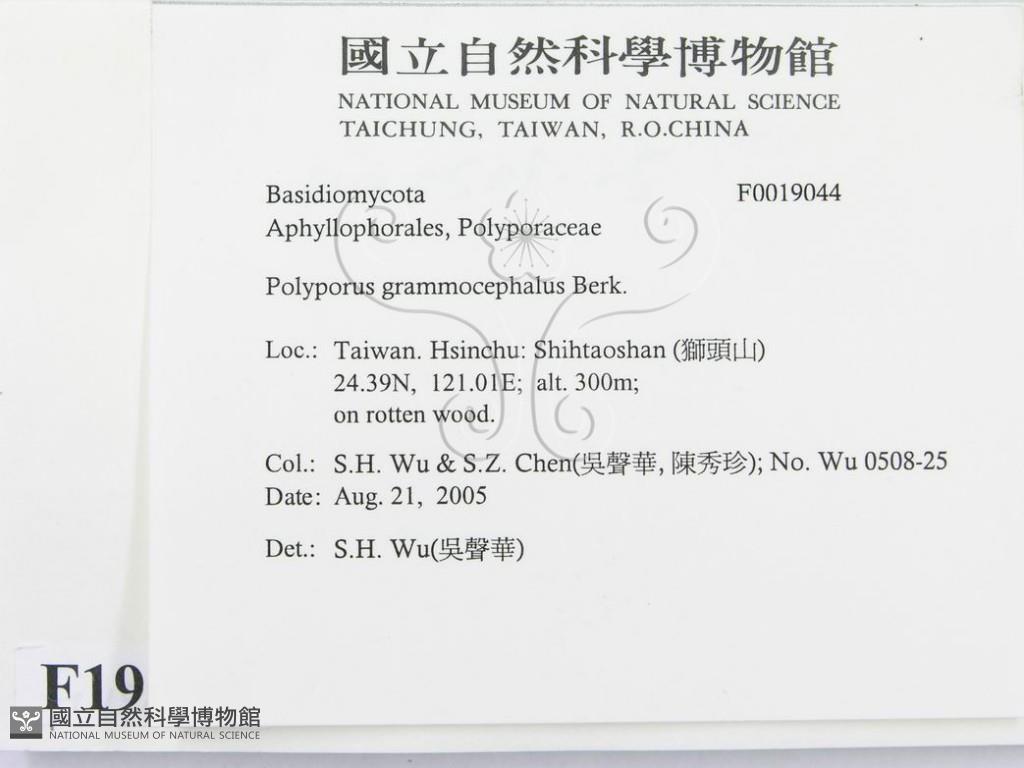 國立自然科學博物館
NATIONAL MUSEUM OF NATURAL SCIENCE
TAICHUNG, TAIWAN, R.O.CHINA
Basidiomycota F0019044
Aphyllophorales, Polyporaceae
Polyporus grammocephalus Berk.
Loc.: Taiwan. Hsinchu: Shihtaoshan (獅頭山)
24.39N, 121.01E; alt. 300m;
on rotten wood.
Col.: S.H. Wu & S.Z. Chen(吳聲華, 陳秀珍); No. Wu 0508-25
Date: Aug. 21, 2005
Det.: S.H. Wu(吳聲華)
F19
國立自然科學博物館
NATIONAL MUSEUM OF NATURAL SCIENCE